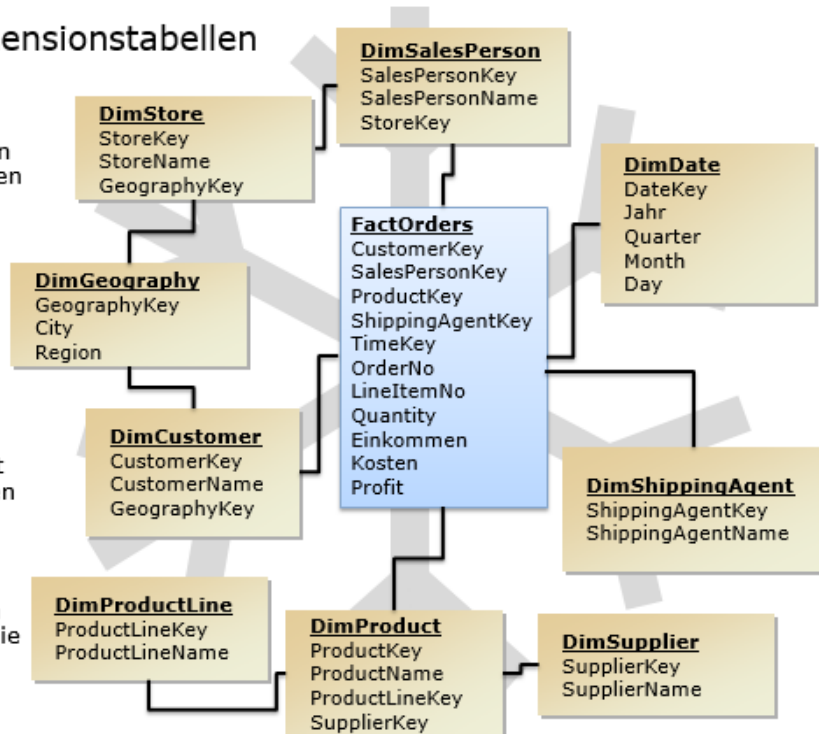 ensionstabellen
DimSalesPerson
SalesPersonKey
SalesPersonName
StoreKey
DimStore
StoreKey
StoreName
GeographyKey
n
en
DimDate
DateKey
Jahr
Quarter
Month
Day
FactOrders
CustomerKey
SalesPersonKey
ProductKey
ShippingAgentKey
TimeKey
OrderNo
LineItemNo
Quantity
Einkommen
Kosten
Profit
DimGeography
GeographyKey
City
Region
DimCustomer
CustomerKey
CustomerName
GeographyKey
t
n
DimShippingAgent
ShippingAgentKey
ShippingAgentName
DimProductLine
ProductLineKey
ProductLineName
ie
DimProduct
ProductKey
ProductName
ProductLineKey
SupplierKey
DimSupplier
SupplierKey
SupplierName